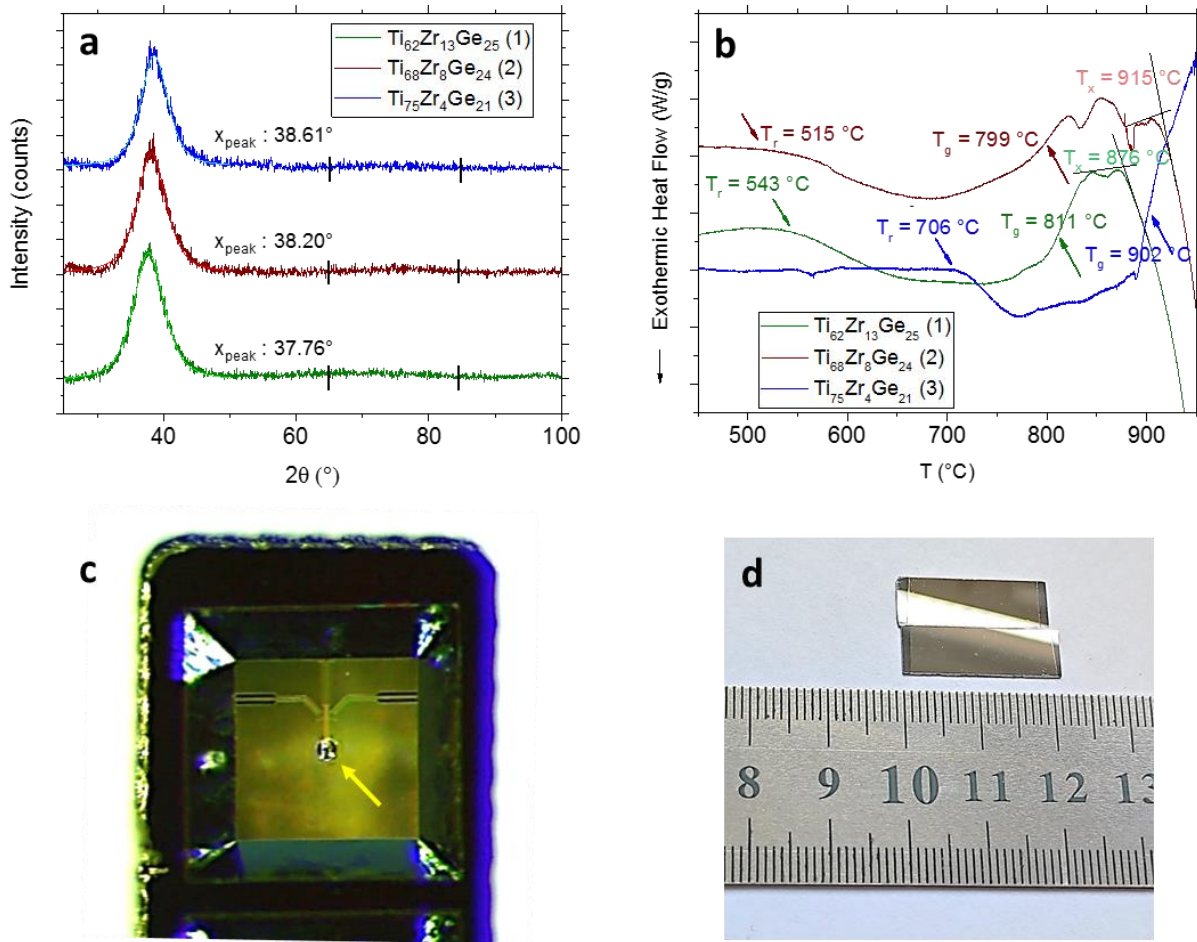 a
Ti62Zr13Ge25 (1)
Ti68Zr8Ge24 (2)
Ti75Zr4Ge21 (3)
xpeak : 38.61°
xpeak : 38.20°
xpeak : 37.76°
Intensity (counts)
40 60 80 100
2θ (°)
b
Tx = 915 °C
Tr = 515 °C
Tg = 799 °C
Tx = 876 °C
Tr = 543 °C
Tr = 706 °C
Tg = 811 °C
Tg = 902 °C
Ti62Zr13Ge25 (1)
Ti68Zr8Ge24 (2)
Ti75Zr4Ge21 (3)
Exothermic Heat Flow (W/g)
500 600 700 800 900
T (°C)
c
d
8 9 10 11 12 13